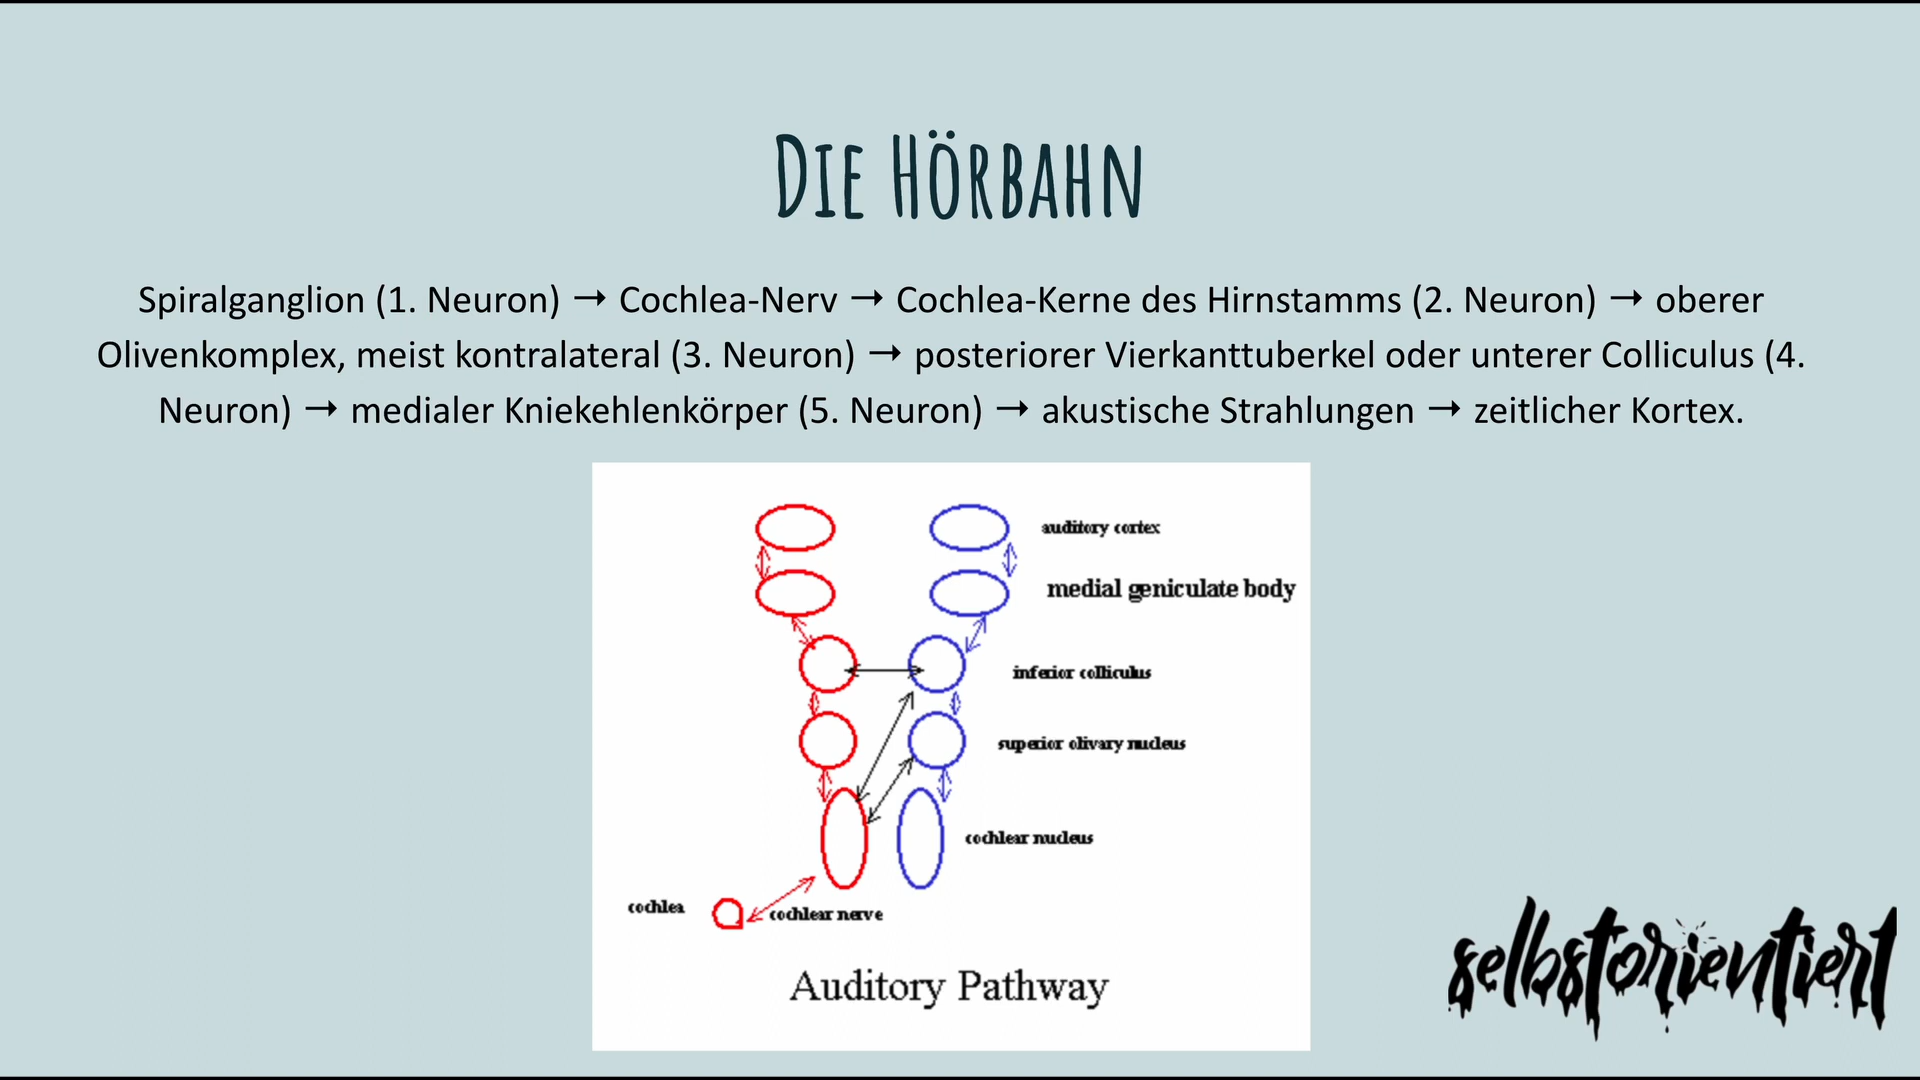 Die Hörbahn
Spiralganglion (1. Neuron) → Cochlea-Nerv → Cochlea-Kerne des Hirnstamms (2. Neuron) → oberer
Olivenkomplex, meist kontralateral (3. Neuron) → posteriorer Vierkanttuberkel oder unterer Colliculus (4.
Neuron) → medialer Kniekehlenkörper (5. Neuron) → akustische Strahlungen → zeitlicher Kortex.
auditory cortex
medial geniculate body
inferior colliculus
superior olivary nucleus
cochlear nucleus
cochlea
cochlear nerve
Auditory Pathway
selbstorientiert